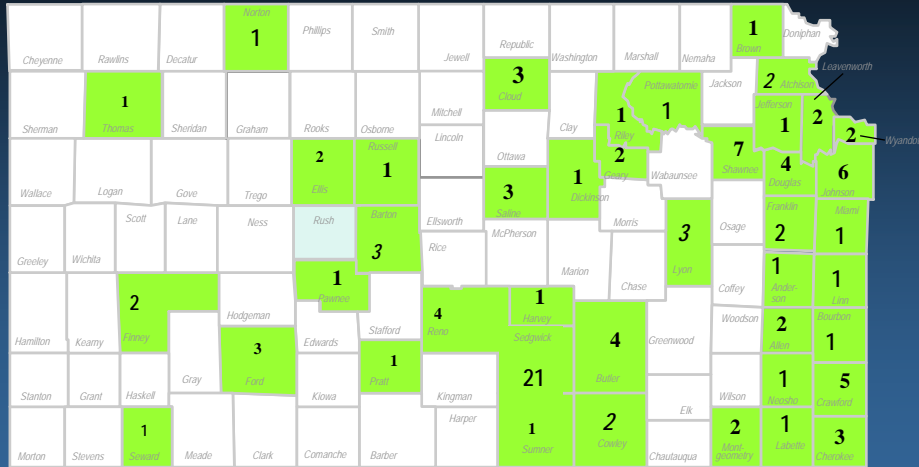 Cheyenne
Rawlins
Decatur
Norton
1
Phillips
Smith
Jewell
Republic
Washington
Marshall
Nemaha
1
Brown
Doniphan
Sherman
1
Thomas
Sheridan
Graham
Rooks
Osborne
Mitchell
3
Cloud
Clay
1
Riley
Pottawatomie
1
Jackson
2
Atchison
Leavenworth
Jefferson
1
2
2
Wyandot
Wallace
Logan
Gove
Trego
2
Ellis
Russell
1
Lincoln
Ottawa
3
Saline
1
Dickinson
2
Geary
Wabaunsee
7
Shawnee
4
Douglas
6
Johnson
Greeley
Wichita
Scott
Lane
Ness
Rush
Barton
3
Ellsworth
Rice
McPherson
Marion
Morris
Chase
3
Lyon
Osage
Franklin
2
Miami
1
Hamilton
Kearny
2
Finney
Hodgeman
1
Pawnee
Edwards
Stafford
4
Reno
1
Harvey
Sedgwick
21
4
Butler
Greenwood
Coffey
Woodson
1
Ander-
son
1
Linn
2
Allen
Bourbon
1
Stanton
Grant
Haskell
Gray
3
Ford
Kiowa
1
Pratt
Kingman
Elk
Wilson
1
Neosho
5
Crawford
Morton
Stevens
1
Seward
Meade
Clark
Comanche
Barber
Harper
1
Sumner
2
Cowley
Chautauqua
2
Mont-
geometry
1
Labette
3
Cherokee